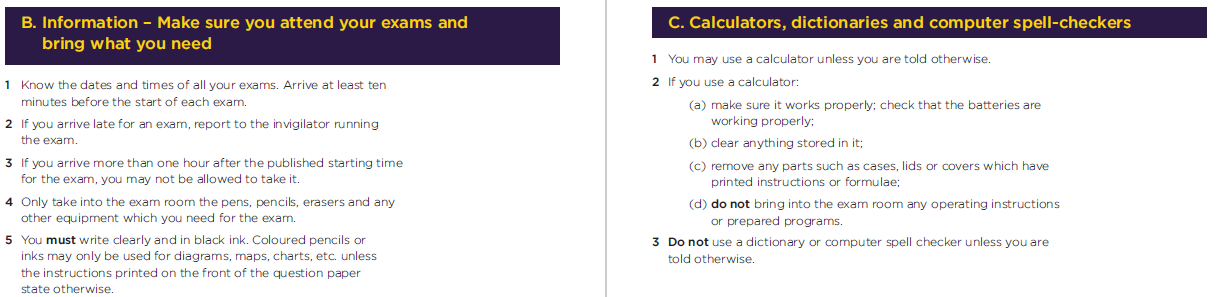 B. Information – Make sure you attend your exams and
bring what you need
1 Know the dates and times of all your exams. Arrive at least ten
minutes before the start of each exam.
2 If you arrive late for an exam, report to the invigilator running
the exam.
3 If you arrive more than one hour after the published starting time
for the exam, you may not be allowed to take it.
4 Only take into the exam room the pens, pencils, erasers and any
other equipment which you need for the exam.
5 You must write clearly and in black ink. Coloured pencils or
inks may only be used for diagrams, maps, charts, etc. unless
the instructions printed on the front of the question paper
state otherwise.
C. Calculators, dictionaries and computer spell-checkers
1 You may use a calculator unless you are told otherwise.
2 If you use a calculator:
(a) make sure it works properly; check that the batteries are
working properly;
(b) clear anything stored in it;
(c) remove any parts such as cases, lids or covers which have
printed instructions or formulae;
(d) do not bring into the exam room any operating instructions
or prepared programs.
3 Do not use a dictionary or computer spell checker unless you are
told otherwise.